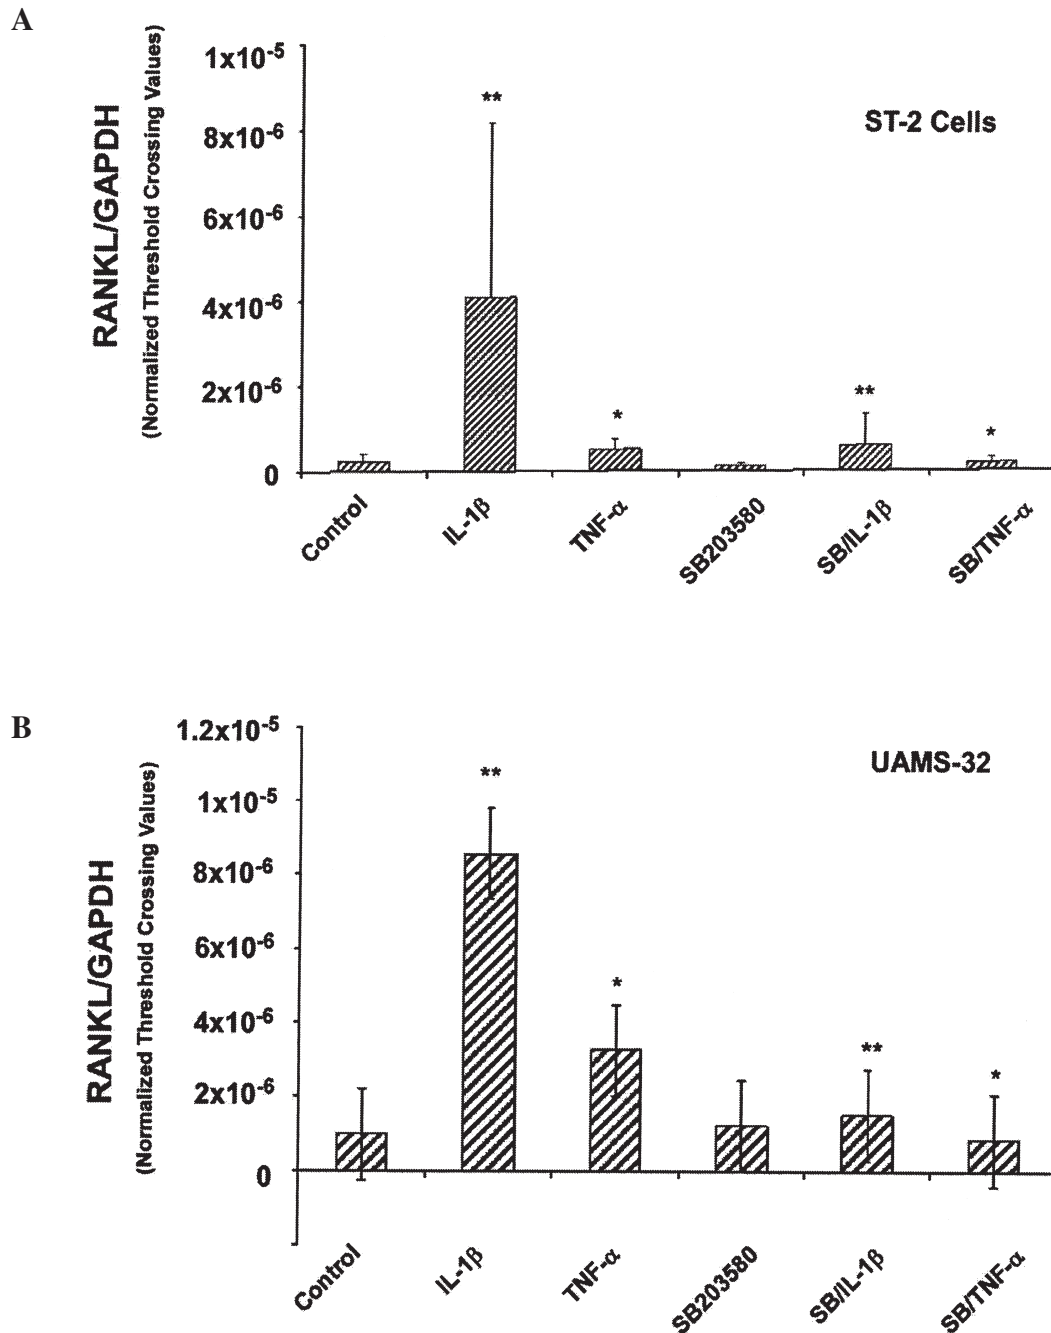 A
RANKL/GAPDH
(Normalized Threshold Crossing Values)
1x10-5
8x10-6
6x10-6
4x10-6
2x10-6
0
**
*
**
*
ST-2 Cells
Control
IL-1β
TNF-α
SB203580
SB/IL-1β
SB/TNF-α
B
RANKL/GAPDH
(Normalized Threshold Crossing Values)
1.2x10-5
1x10-5
8x10-6
6x10-6
4x10-6
2x10-6
0
**
*
**
*
UAMS-32
Control
IL-1β
TNF-α
SB203580
SB/IL-1β
SB/TNF-α